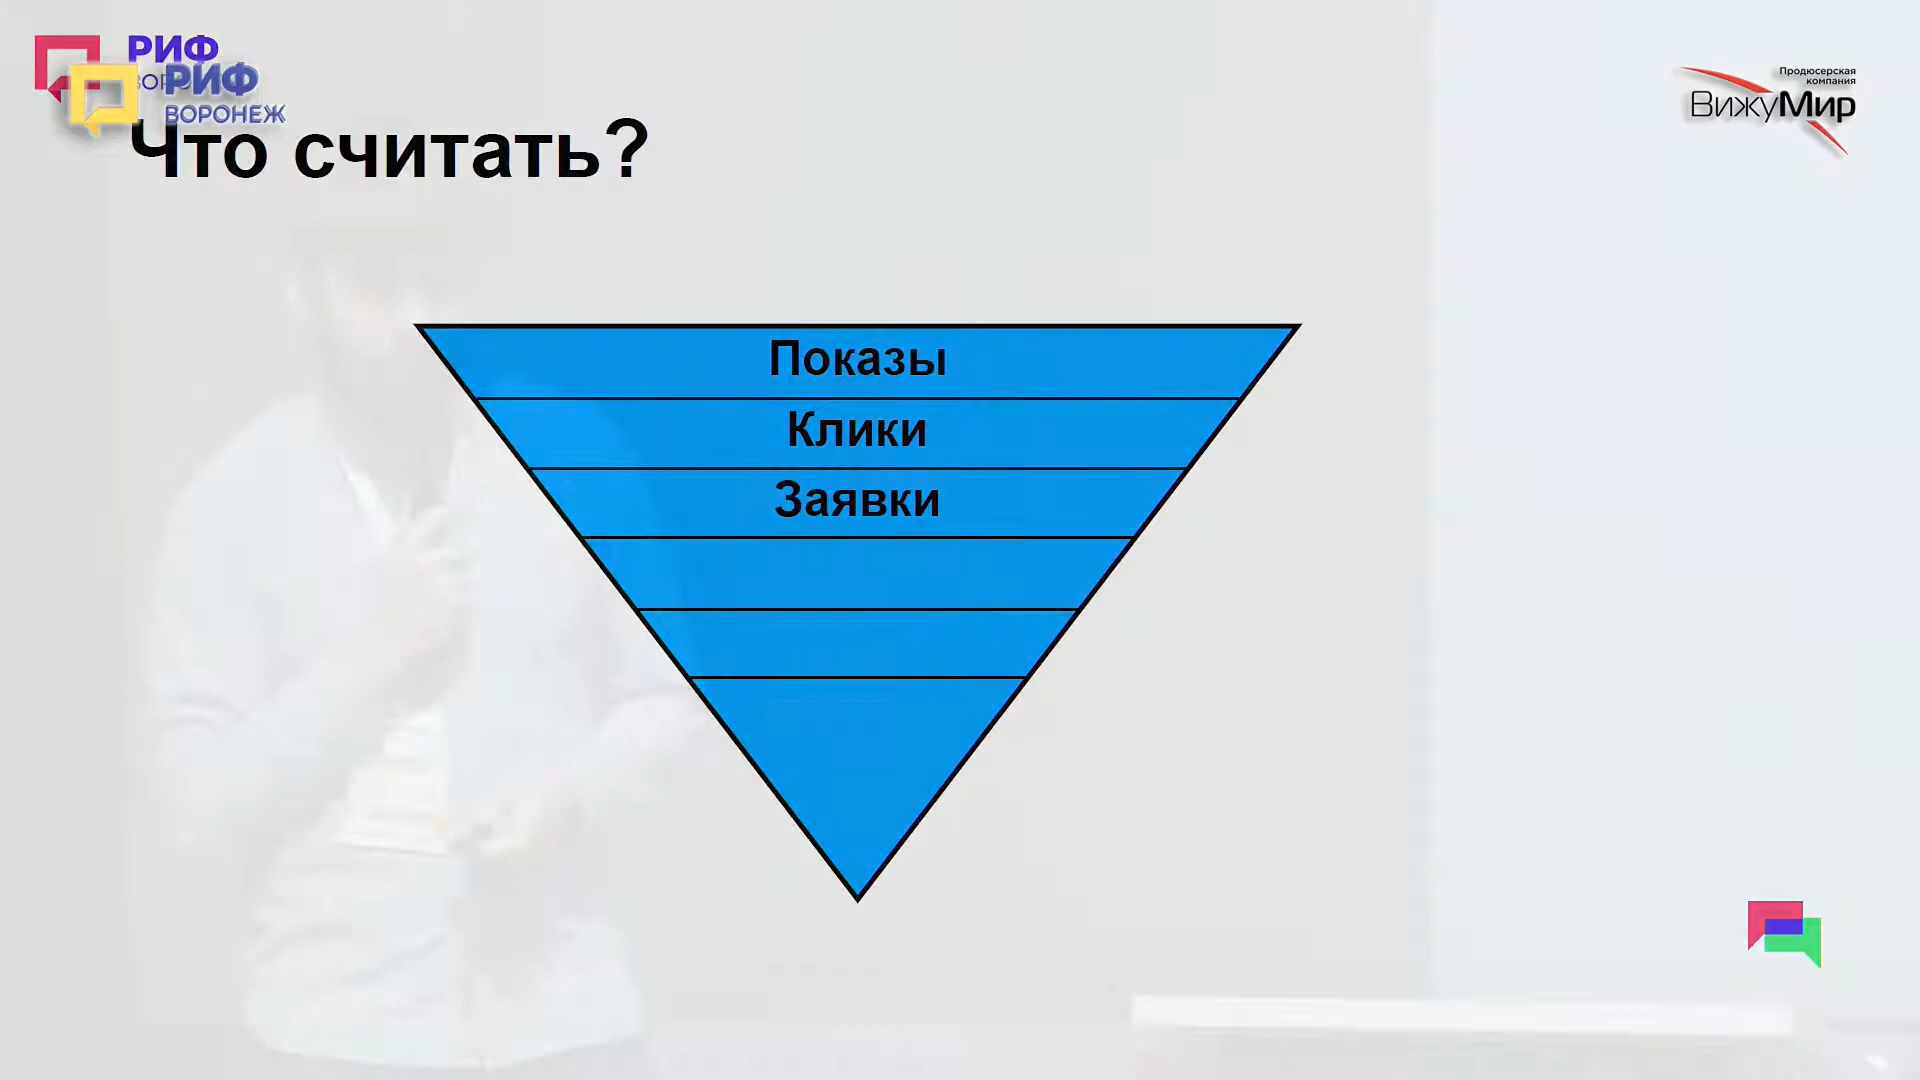 РИФ
РИФ
ВОРОНЕЖ
Продюсерская
компания
ВижуМир
Что считать?
Показы
Клики
Заявки